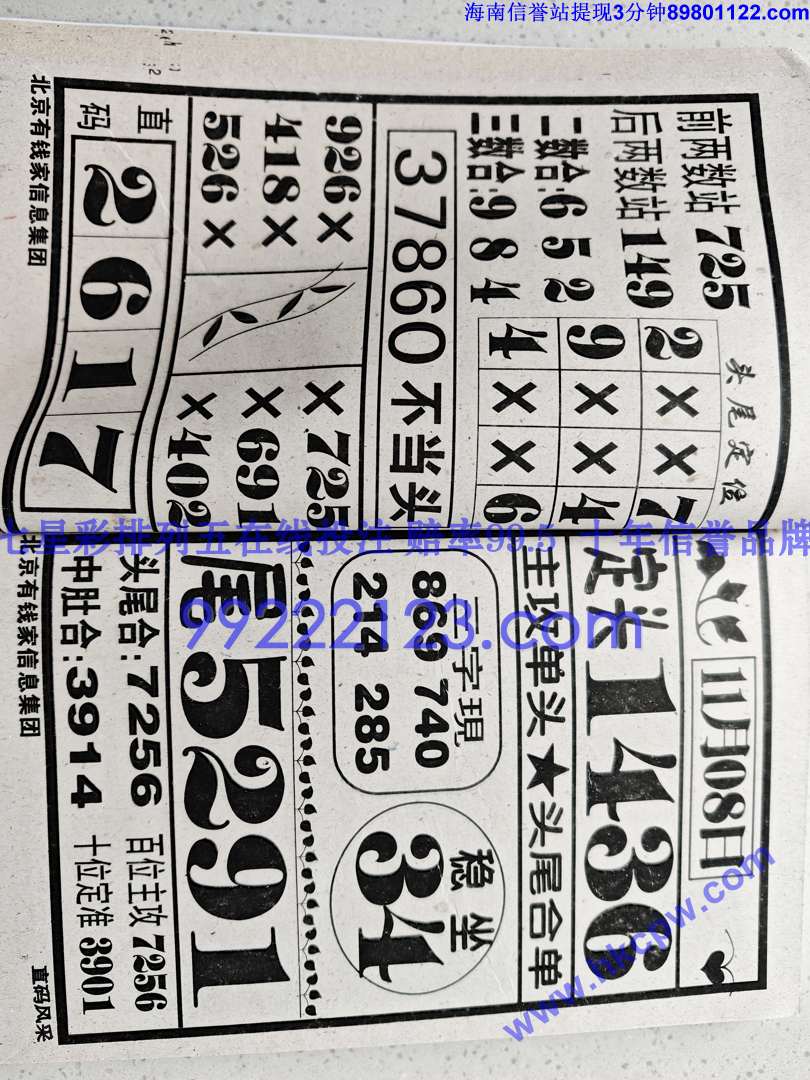 海南信誉站提现3分钟89801122.com
前两数站 725
后两数站 149
二数合: 6 5 2
三数合: 9 8 4
头尾定位
2 × × 7
9 × × 4
4 × × 6
37860 不当头
926×
418×
526×
×725
×691
×402
直码
2 6 1 7
北京有钱家信息集团
七星彩排列五在线投注 赔率99.5 十年信誉品牌
99222123.com
11月08日
定头 1436
主攻单头★头尾合单
二字現
869 740
214 285
稳坐
34
尾 5291
头尾合:7256 百位主攻 7256
中肚合:3914 十位定准 3901
北京有钱家信息集团
直码风采
www.hkcpw.com